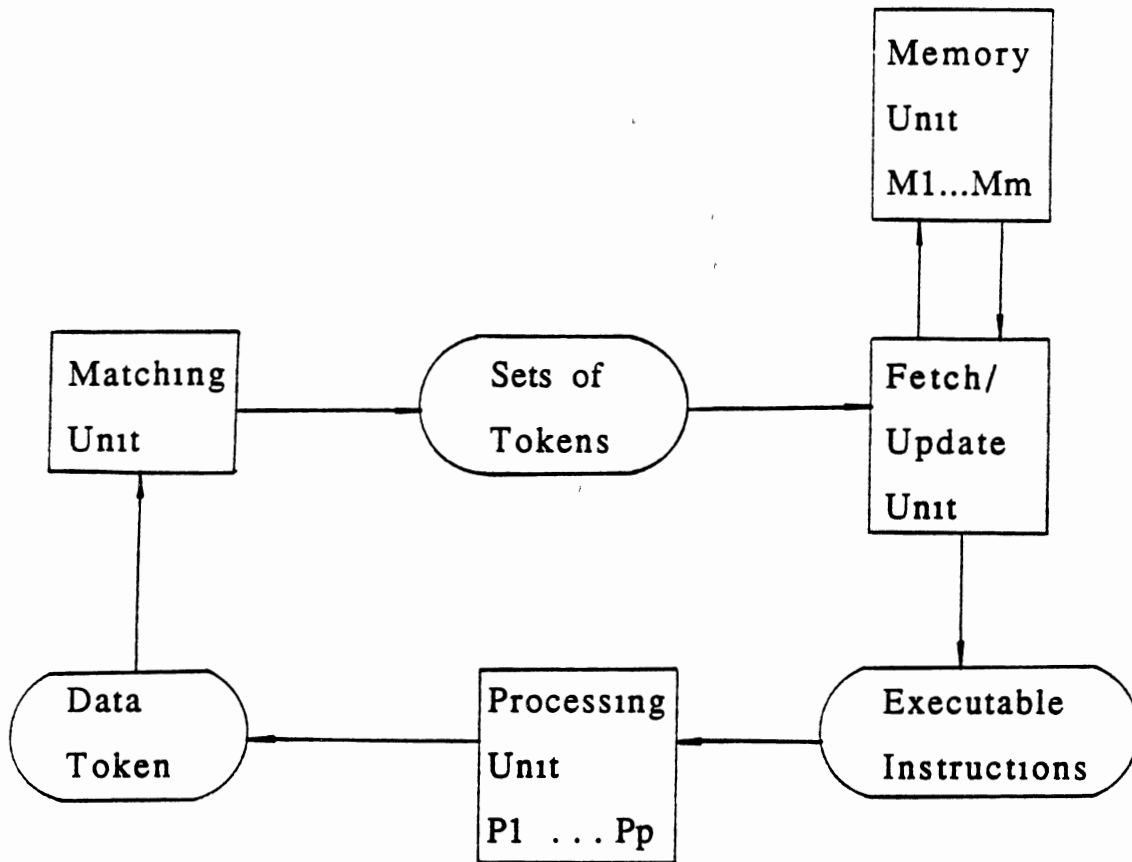 Memory
Unit
M1...Mm
Matching
Unit
Sets of
Tokens
Fetch/
Update
Unit
Data
Token
Processing
Unit
P1 ... Pp
Executable
Instructions